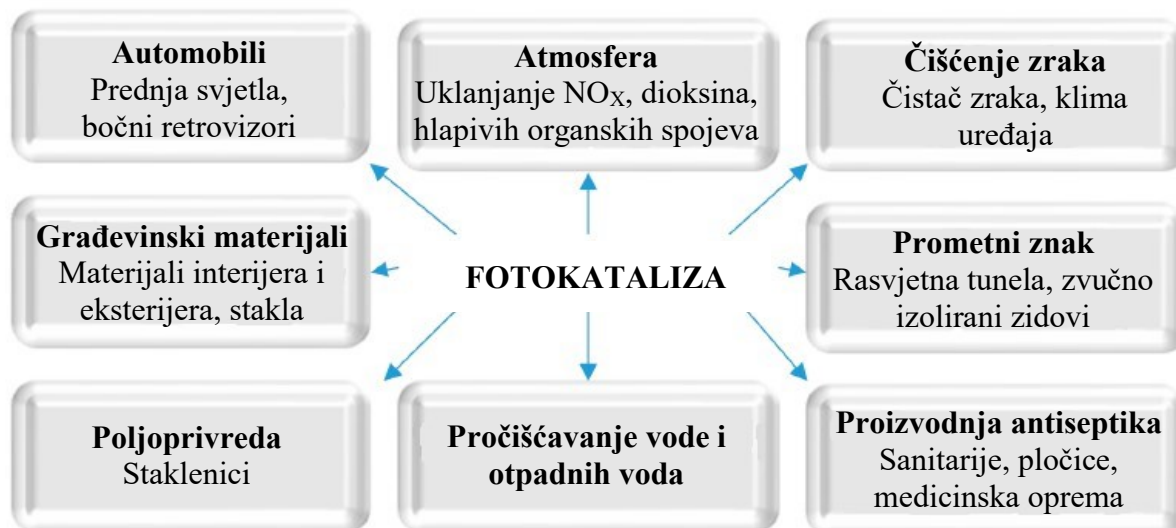 Automobili
Prednja svjetla,
bočni retrovizori
Atmosfera
Uklanjanje NOX, dioksina,
hlapivih organskih spojeva
Čišćenje zraka
Čistač zraka, klima
uređaja
Građevinski materijali
Materijali interijera i
eksterijera, stakla
FOTOKATALIZA
Prometni znak
Rasvjetna tunela, zvučno
izolirani zidovi
Poljoprivreda
Staklenici
Pročišćavanje vode i
otpadnih voda
Proizvodnja antiseptika
Sanitarije, pločice,
medicinska oprema